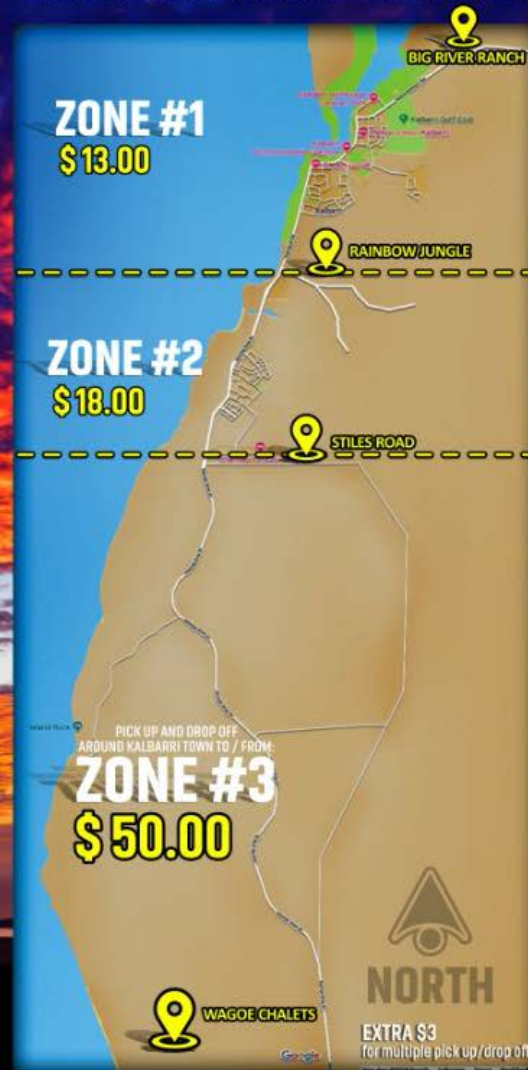 BIG RIVER RANCH
ZONE #1
$13.00
Kalbarri Golf Club
Kalbarri
RAINBOW JUNGLE
ZONE #2
$18.00
STILES ROAD
PICK UP AND DROP OFF
AROUND KALBARRI TOWN TO / FROM:
ZONE #3
$50.00
NORTH
WAGOE CHALETS
EXTRA $3
for multiple pick up/drop off
Google